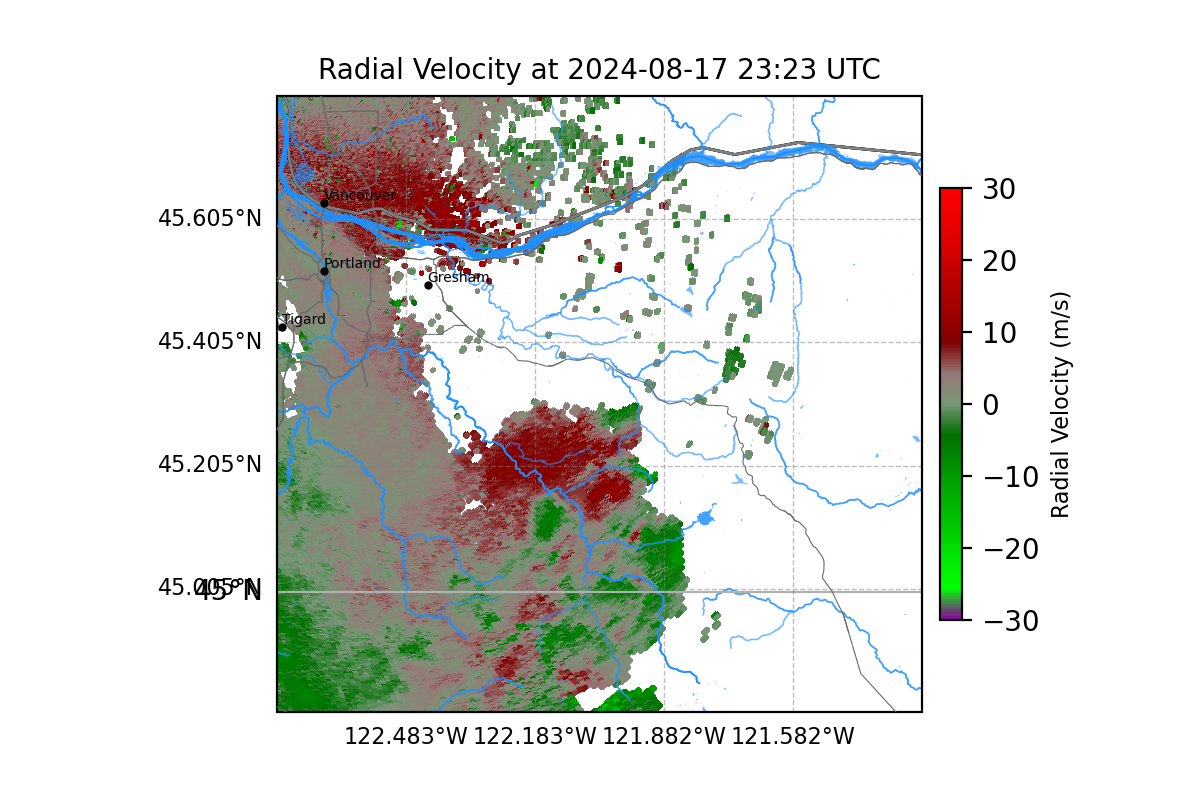 Radial Velocity at 2024-08-17 23:23 UTC
Vancouver
45.605°N
Portland
Gresham
Tigard
45.405°N
45.205°N
45.005°N
45°N
122.483°W 122.183°W 121.882°W 121.582°W
30
20
10
0
−10
−20
−30
Radial Velocity (m/s)